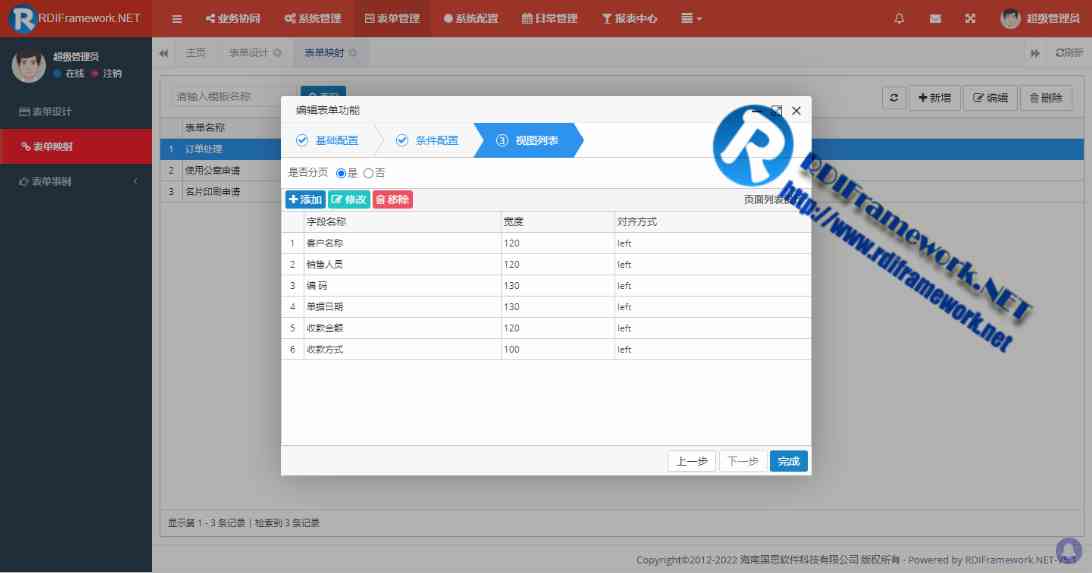 RDIFramework.NET 业务协同 系统管理 表单管理 系统配置 日常管理 报表中心 超级管理员
超级管理员
在线 注销
主页 表单设计 表单映射 刷新
请输入模板名称 新增 编辑 删除
表单设计
表单映射
表单事例
表单名称
1 订单处理
2 使用公章申请
3 名片印刷申请
编辑表单功能
基础配置 条件配置 3 视图列表
是否分页 是 否
添加 修改 移除 页面列表
字段名称 宽度 对齐方式
1 客户名称 120 left
2 销售人员 120 left
3 编 码 130 left
4 单据日期 130 left
5 收款金额 120 left
6 收款方式 100 left
上一步 下一步 完成
RDIFramework.NET
http://www.rdiframework.net
显示第 1 - 3 条记录 | 检索到 3 条记录
Copyright©2012-2022 海南国思软件科技有限公司 版权所有 - Powered by RDIFramework.NET